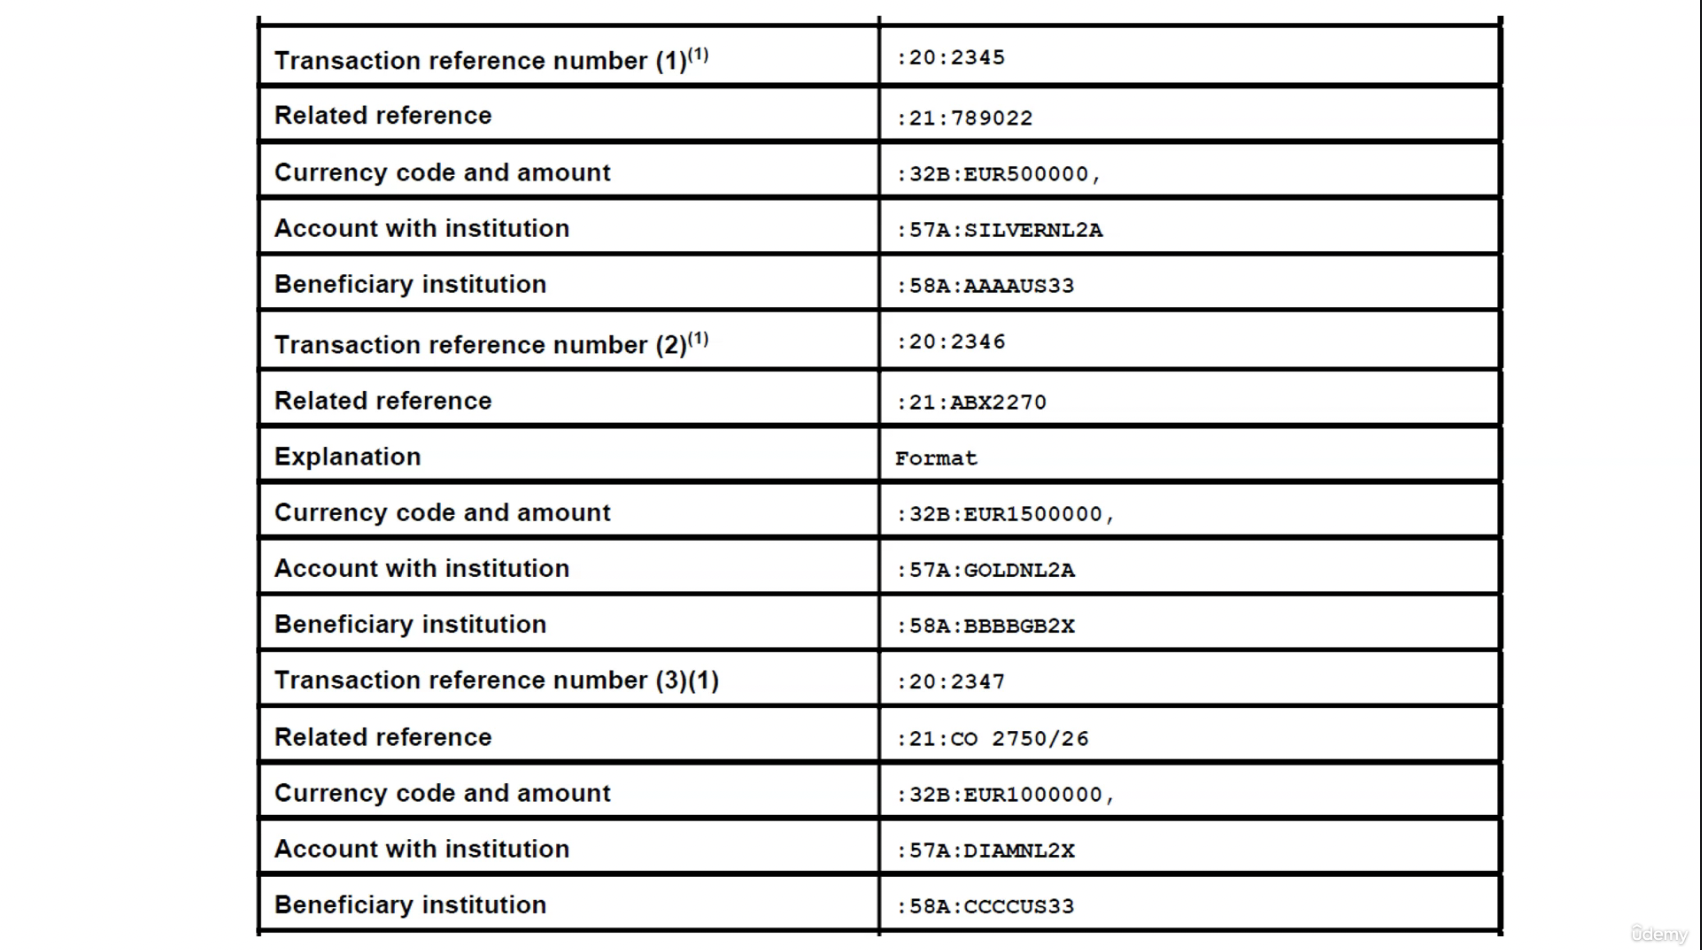 Transaction reference number (1)(1) :20:2345
Related reference :21:789022
Currency code and amount :32B:EUR500000,
Account with institution :57A:SILVERNL2A
Beneficiary institution :58A:AAAAUS33
Transaction reference number (2)(1) :20:2346
Related reference :21:ABX2270
Explanation Format
Currency code and amount :32B:EUR1500000,
Account with institution :57A:GOLDNL2A
Beneficiary institution :58A:BBBBGB2X
Transaction reference number (3)(1) :20:2347
Related reference :21:CO 2750/26
Currency code and amount :32B:EUR1000000,
Account with institution :57A:DIAMNL2X
Beneficiary institution :58A:CCCCUS33
ûdemy